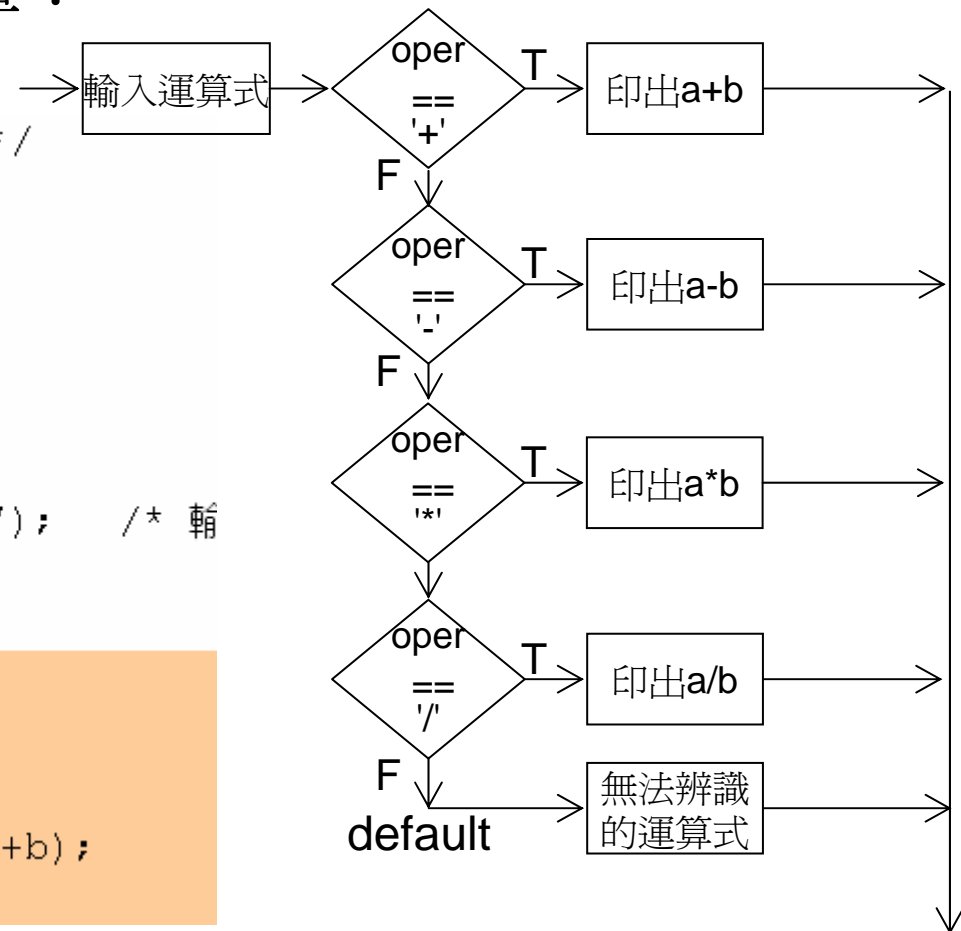 輸入運算式
oper
==
'+'
T
印出a+b
*/
F
oper
==
'-'
T
印出a-b
F
oper
==
'*'
T
印出a*b
); /* 輸
oper
==
'/'
T
印出a/b
F
default
無法辨識
的運算式
+b);